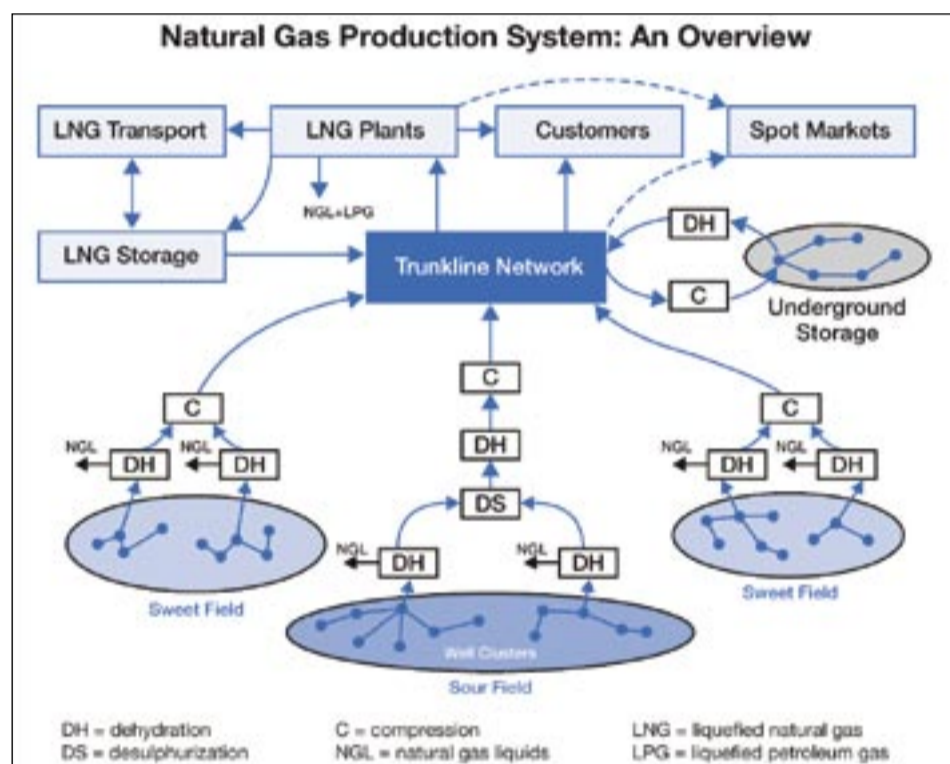 Natural Gas Production System: An Overview
LNG Transport
LNG Plants
Customers
Spot Markets
NGL+LPG
LNG Storage
Trunkline Network
DH
C
Underground
Storage
C
NGL
DH
NGL
DH
Sweet Field
C
DH
DS
NGL
DH
NGL
DH
Well Clusters
Sour Field
C
NGL
DH
NGL
DH
Sweet Field
DH = dehydration
C = compression
LNG = liquefied natural gas
DS = desulphurization
NGL = natural gas liquids
LPG = liquefied petroleum gas